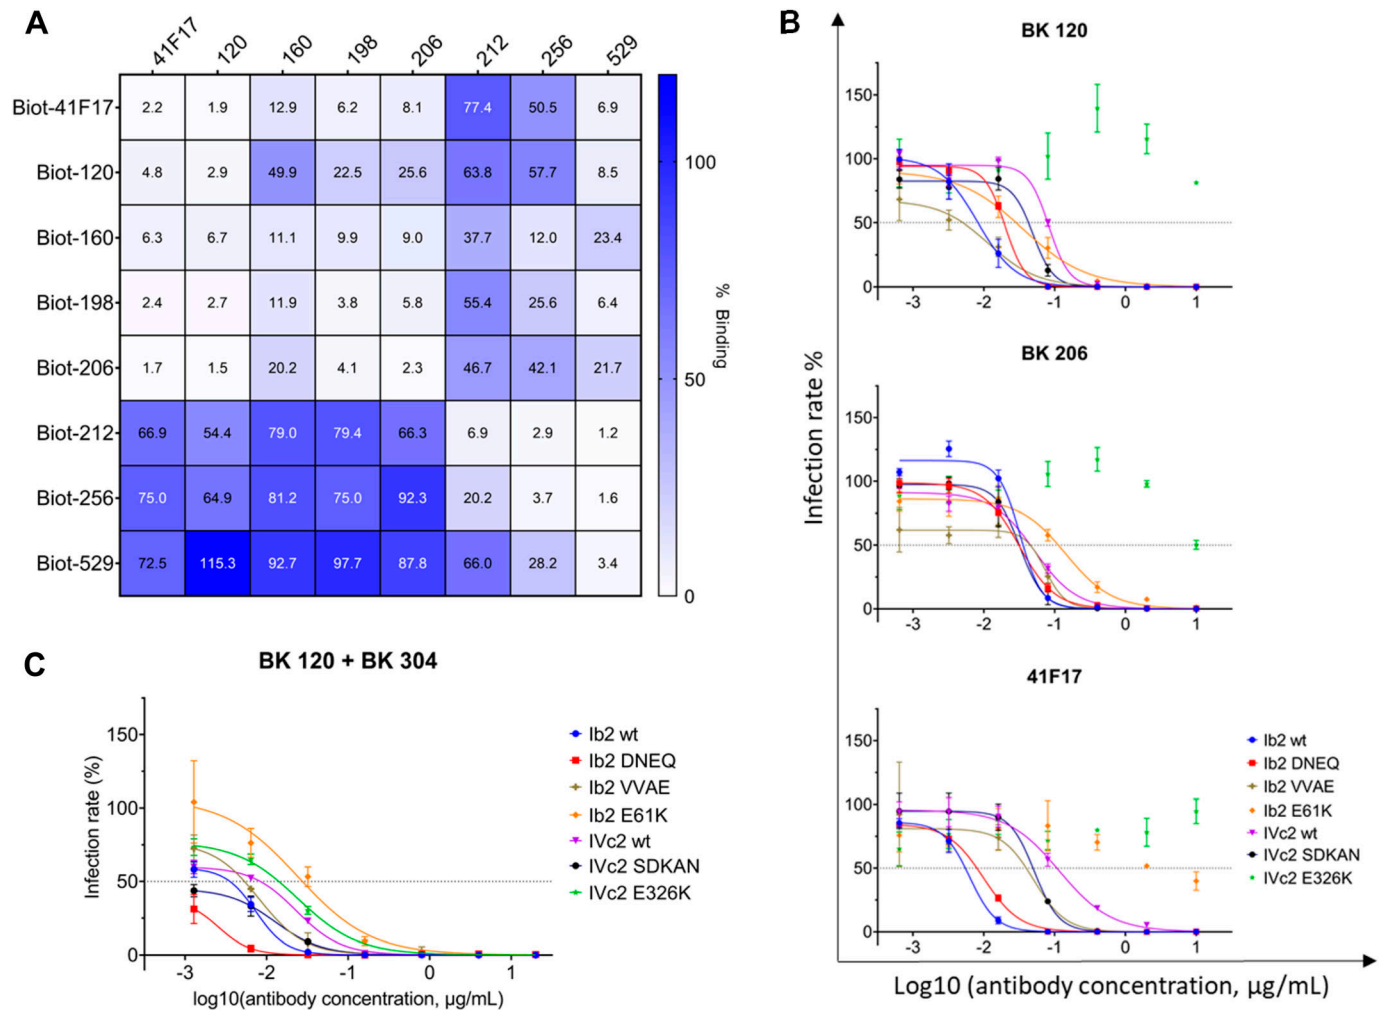 A
41F17 120 160 198 206 212 256 529
Biot-41F17 2.2 1.9 12.9 6.2 8.1 77.4 50.5 6.9
Biot-120 4.8 2.9 49.9 22.5 25.6 63.8 57.7 8.5
Biot-160 6.3 6.7 11.1 9.9 9.0 37.7 12.0 23.4
Biot-198 2.4 2.7 11.9 3.8 5.8 55.4 25.6 6.4
Biot-206 1.7 1.5 20.2 4.1 2.3 46.7 42.1 21.7
Biot-212 66.9 54.4 79.0 79.4 66.3 6.9 2.9 1.2
Biot-256 75.0 64.9 81.2 75.0 92.3 20.2 3.7 1.6
Biot-529 72.5 115.3 92.7 97.7 87.8 66.0 28.2 3.4
100
50
0
% Binding
B
Infection rate %
BK 120
150
100
50
0
-3 -2 -1 0 1
BK 206
150
100
50
0
-3 -2 -1 0 1
41F17
150
100
50
0
-3 -2 -1 0 1
Ib2 wt
Ib2 DNEQ
Ib2 VVAE
Ib2 E61K
IVc2 wt
IVc2 SDKAN
IVc2 E326K
Log10 (antibody concentration, µg/mL)
C
BK 120 + BK 304
Infection rate (%)
150
100
50
0
-3 -2 -1 0 1
log10(antibody concentration, µg/mL)
Ib2 wt
Ib2 DNEQ
Ib2 VVAE
Ib2 E61K
IVc2 wt
IVc2 SDKAN
IVc2 E326K